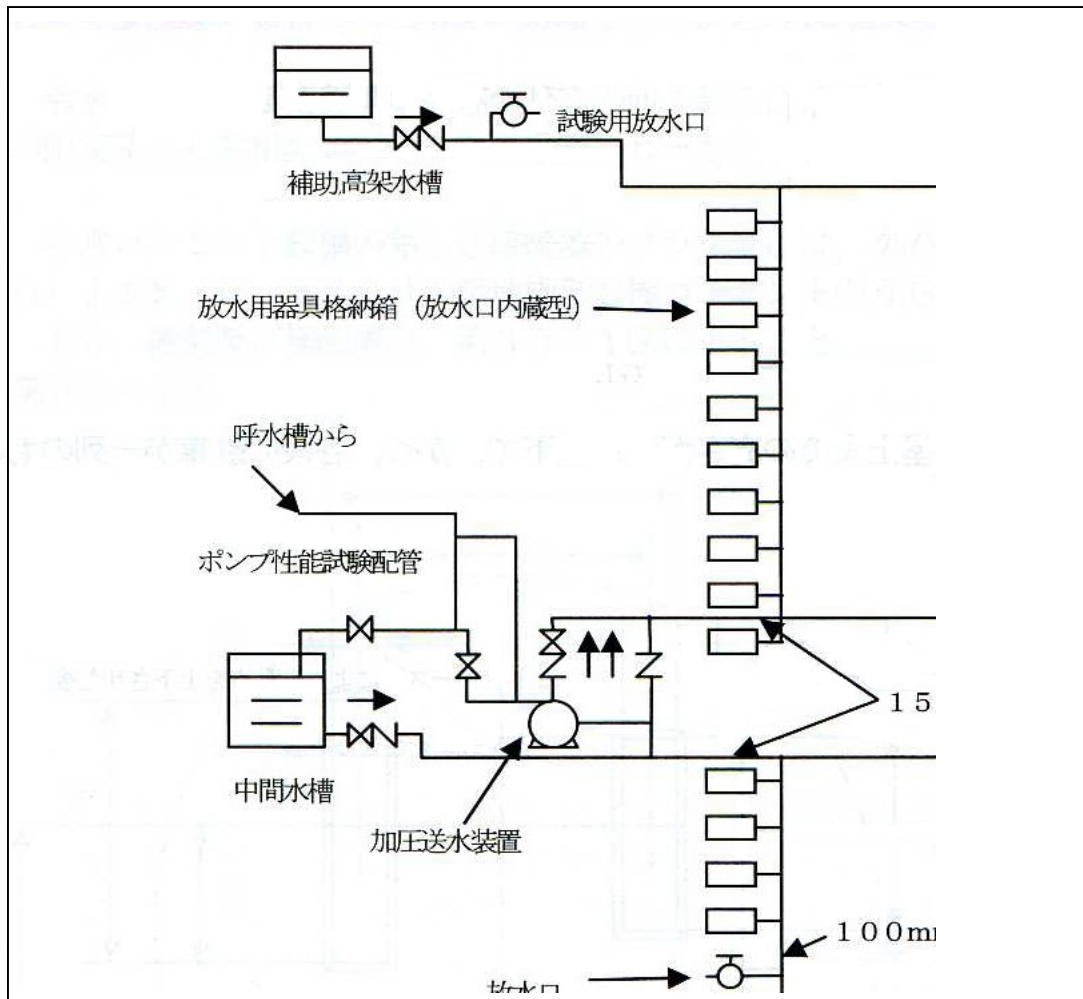 試験用放水口
補助高架水槽
放水用器具格納箱（放水口内蔵型）
呼水槽から
ポンプ性能試験配管
１５
中間水槽
加圧送水装置
１００mm
放水口